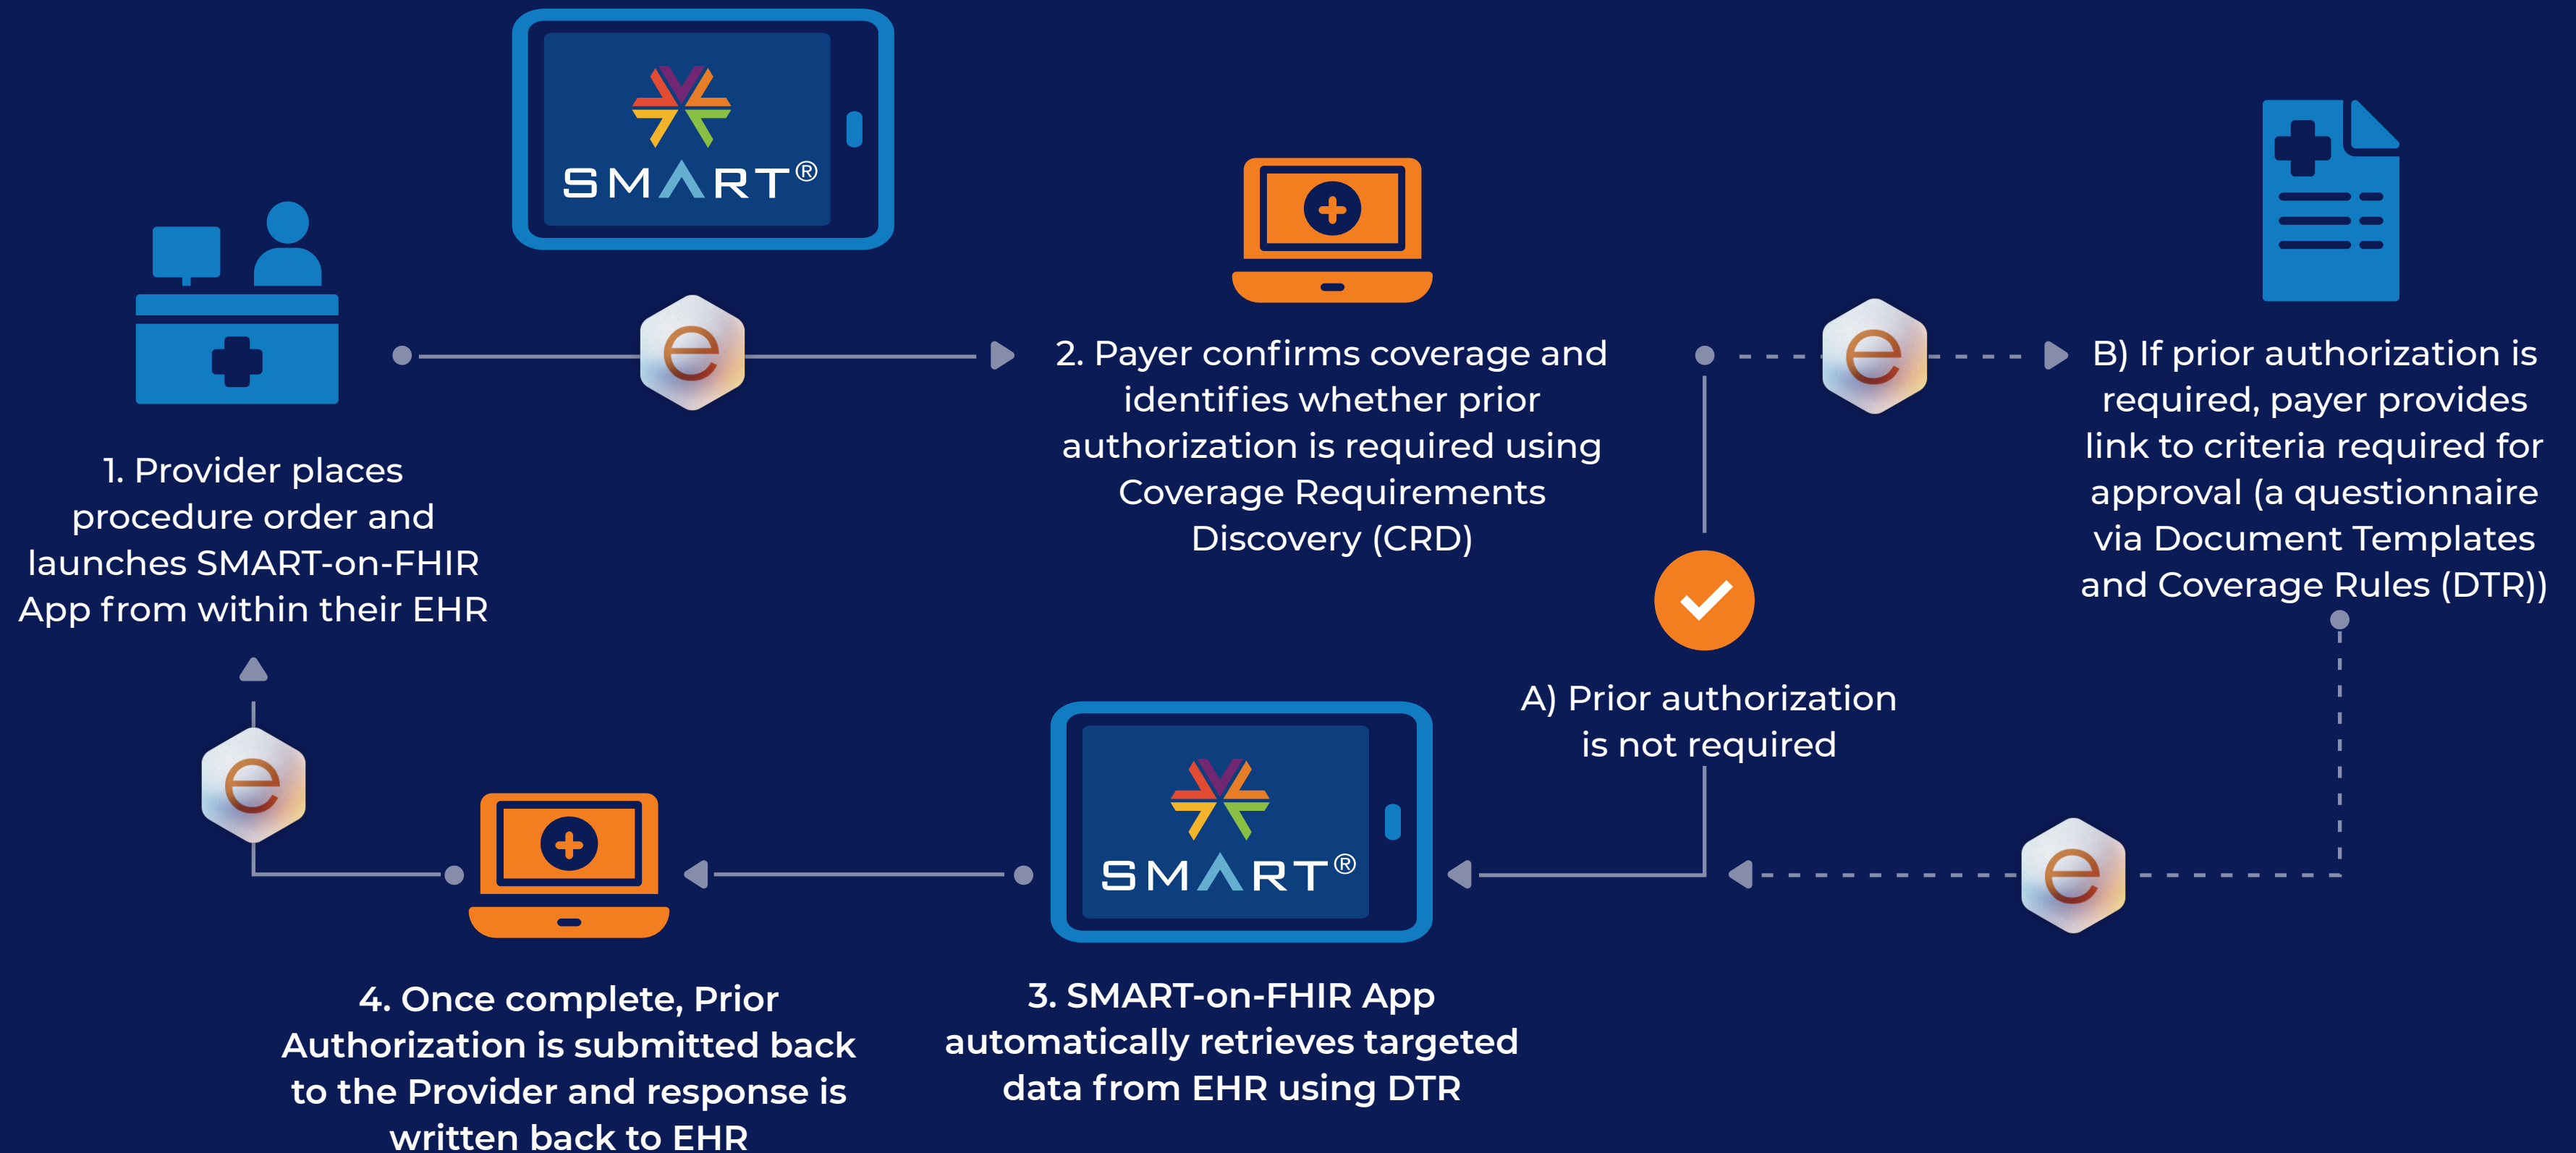 SMART®
1. Provider places
procedure order and
launches SMART-on-FHIR
App from within their EHR
e
2. Payer confirms coverage and
identifies whether prior
authorization is required using
Coverage Requirements
Discovery (CRD)
e
B) If prior authorization is
required, payer provides
link to criteria required for
approval (a questionnaire
via Document Templates
and Coverage Rules (DTR))
A) Prior authorization
is not required
e
SMART®
3. SMART-on-FHIR App
automatically retrieves targeted
data from EHR using DTR
4. Once complete, Prior
Authorization is submitted back
to the Provider and response is
written back to EHR
e